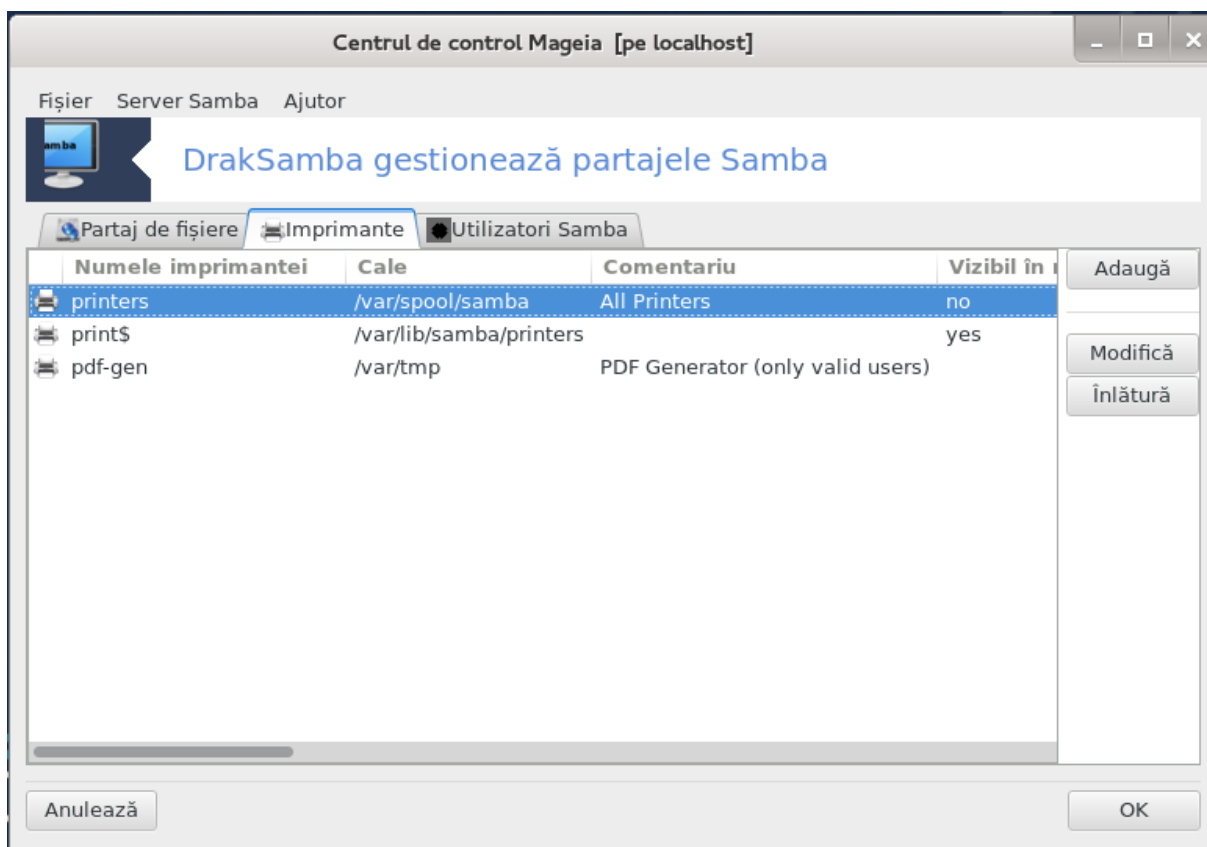 Centrul de control Mageia [pe localhost]
Fișier Server Samba Ajutor
amba
DrakSamba gestionează partajele Samba
Partaj de fișiere Imprimante Utilizatori Samba
Numele imprimantei Cale Comentariu Vizibil în
Adaugă
printers /var/spool/samba All Printers no
print$ /var/lib/samba/printers yes
Modifică
pdf-gen /var/tmp PDF Generator (only valid users)
Înlătură
Anulează OK